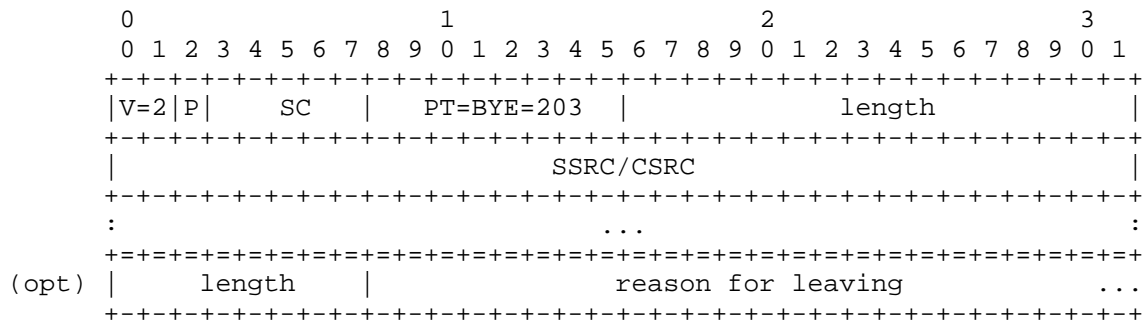 0                   1                   2                   3
        0 1 2 3 4 5 6 7 8 9 0 1 2 3 4 5 6 7 8 9 0 1 2 3 4 5 6 7 8 9 0 1
       +-+-+-+-+-+-+-+-+-+-+-+-+-+-+-+-+-+-+-+-+-+-+-+-+-+-+-+-+-+-+-+-+
       |V=2|P|    SC   |   PT=BYE=203  |             length            |
       +-+-+-+-+-+-+-+-+-+-+-+-+-+-+-+-+-+-+-+-+-+-+-+-+-+-+-+-+-+-+-+-+
       |                           SSRC/CSRC                           |
       +-+-+-+-+-+-+-+-+-+-+-+-+-+-+-+-+-+-+-+-+-+-+-+-+-+-+-+-+-+-+-+-+
       :                              ...                              :
       +=+=+=+=+=+=+=+=+=+=+=+=+=+=+=+=+=+=+=+=+=+=+=+=+=+=+=+=+=+=+=+=+
 (opt) |     length    |               reason for leaving            ...
       +-+-+-+-+-+-+-+-+-+-+-+-+-+-+-+-+-+-+-+-+-+-+-+-+-+-+-+-+-+-+-+-+